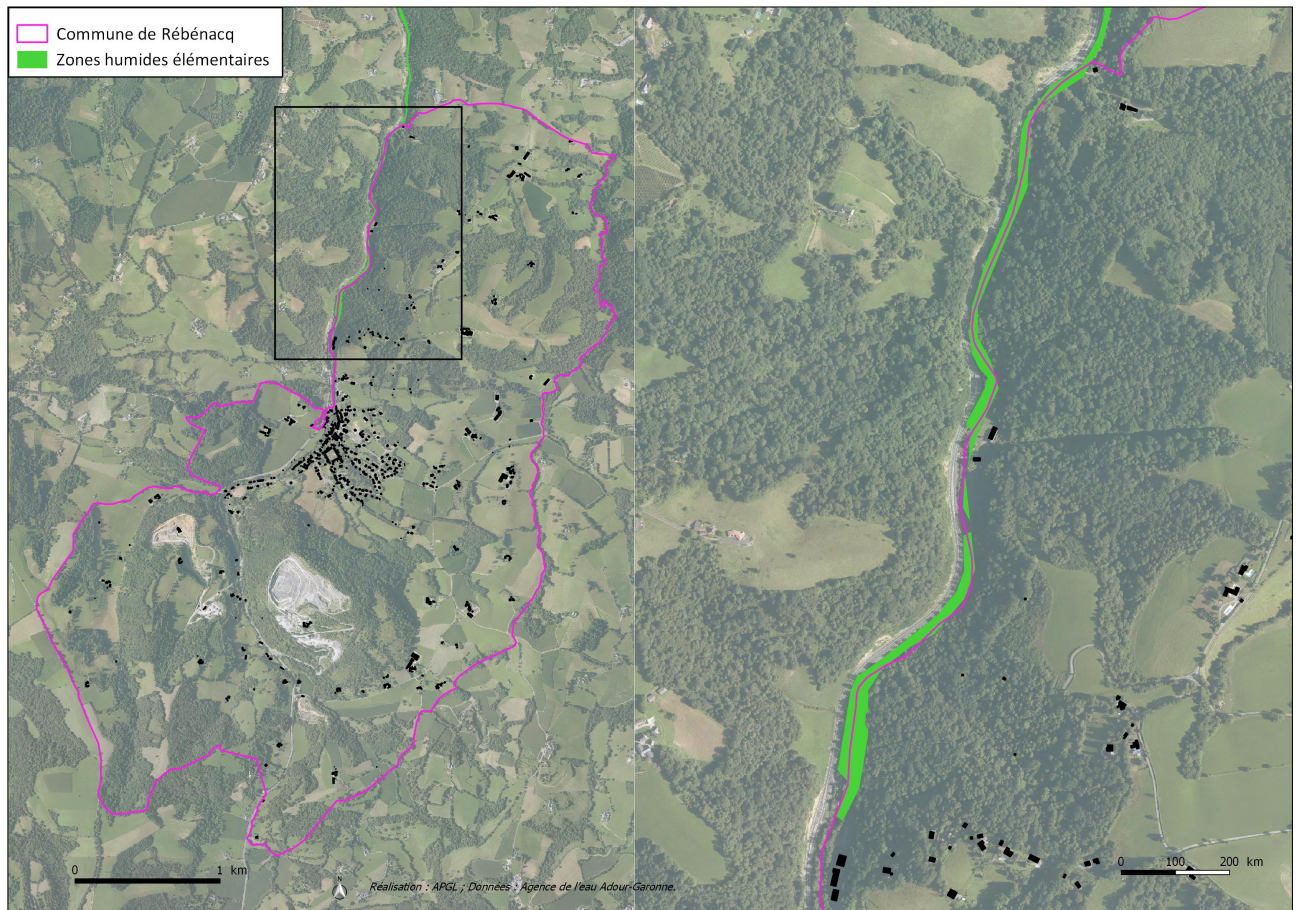 Commune de Rébénacq
Zones humides élémentaires
0 1 km
N
Réalisation : APGL ; Données : Agence de l'eau Adour-Garonne.
0 100 200 km